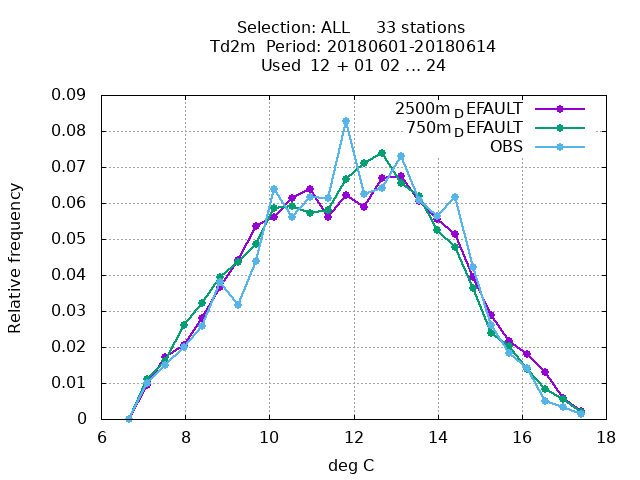 Selection: ALL 33 stations
Td2m Period: 20180601-20180614
Used 12 + 01 02 ... 24
0.09
0.08
0.07
0.06
0.05
0.04
0.03
0.02
0.01
0
Relative frequency
2500m_DEFAULT
750m_DEFAULT
OBS
6 8 10 12 14 16 18
deg C